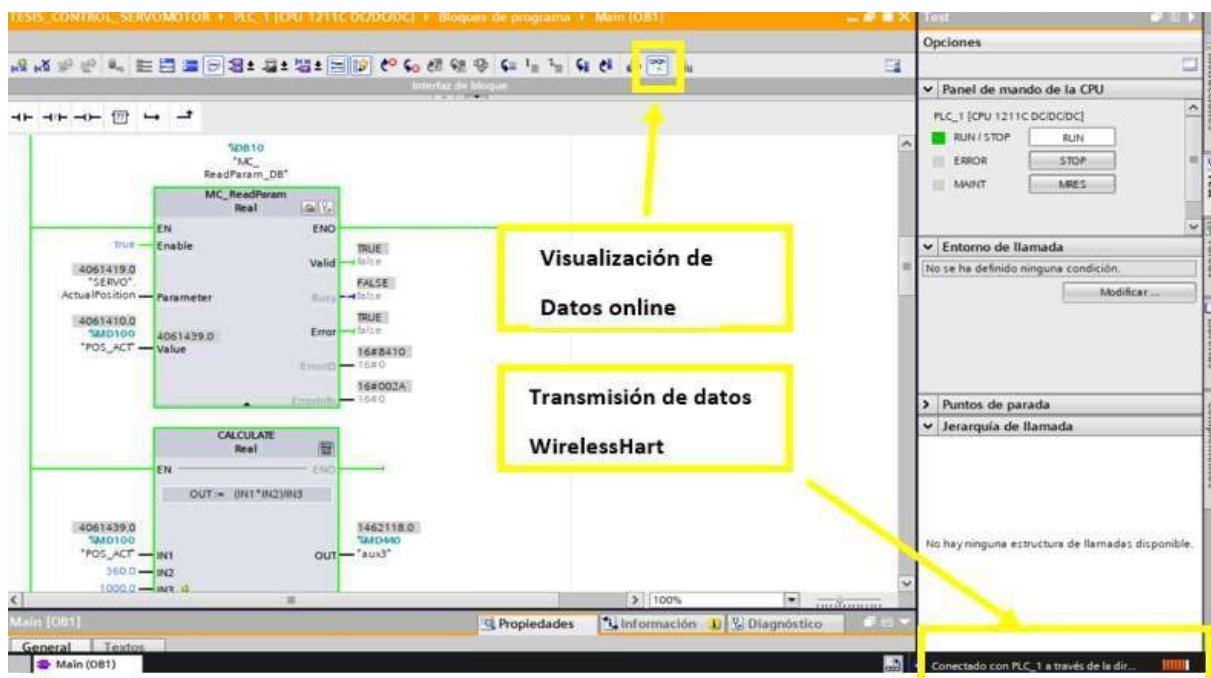 TESIS_CONTROL_SERVOMOTOR ▸ PLC_1 [CPU 1211C DC/DC/DC] ▸ Bloques de programa ▸ Main [OB1]
Interfaz de bloque
%DB10
"MC_
ReadParam_DB"
MC_ReadParam
Real
EN ENO
true Enable
TRUE
Valid false
4061419.0
"SERVO".
ActualPosition Parameter
FALSE
Busy false
4061410.0
%MD100
"POS_ACT" Value
4061439.0
TRUE
Error false
16#8410
ErrorID 16#0
16#002A
ErrorInfo 16#0
CALCULATE
Real
EN ENO
OUT := (IN1*IN2)/IN3
4061439.0
%MD100
"POS_ACT" IN1
360.0 IN2
1000.0 IN3
1462118.0
%MD440
OUT "aux3"
Visualización de
Datos online
Transmisión de datos
WirelessHart
100%
Main [OB1]
Propiedades
Información
Diagnóstico
General
Textos
Main (OB1)
Test
Opciones
Panel de mando de la CPU
PLC_1 [CPU 1211C DC/DC/DC]
RUN / STOP RUN
ERROR STOP
MAINT MRES
Entorno de llamada
No se ha definido ninguna condición.
Modificar ...
Puntos de parada
Jerarquía de llamada
No hay ninguna estructura de llamadas disponible.
Conectado con PLC_1 a través de la dir...